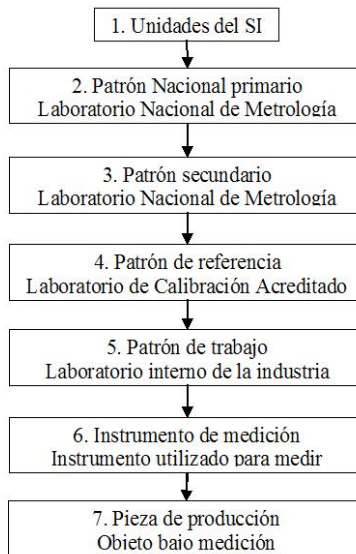 1. Unidades del SI
2. Patrón Nacional primario
Laboratorio Nacional de Metrología
3. Patrón secundario
Laboratorio Nacional de Metrología
4. Patrón de referencia
Laboratorio de Calibración Acreditado
5. Patrón de trabajo
Laboratorio interno de la industria
6. Instrumento de medición
Instrumento utilizado para medir
7. Pieza de producción
Objeto bajo medición